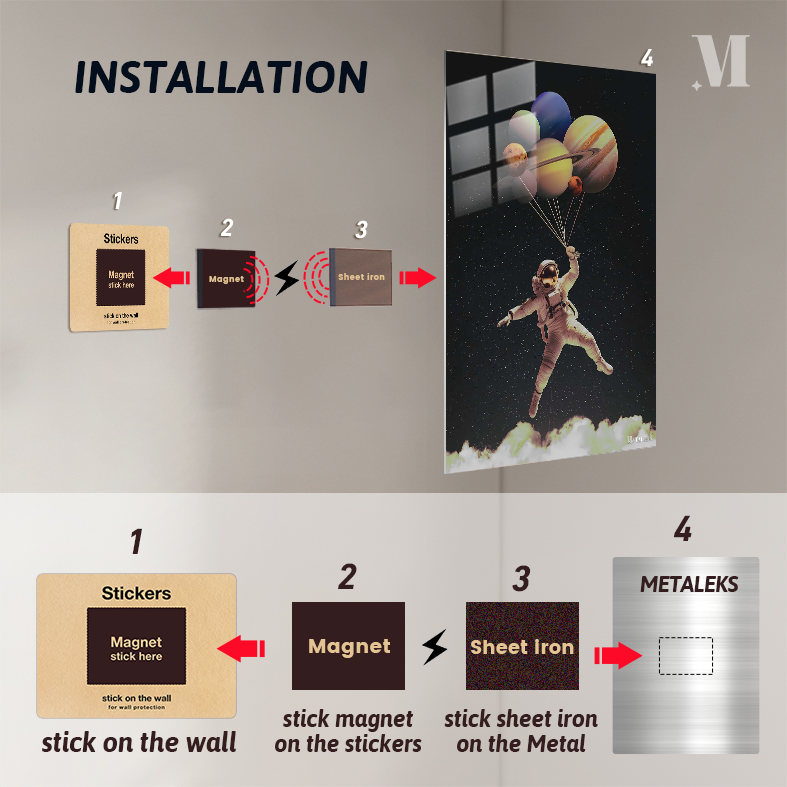 INSTALLATION
M
4
1
2
3
Stickers
Magnet
stick here
stick on the wall
Magnet
Sheet iron
1
2
3
4
Stickers
Magnet
stick here
stick on the wall
for wall protection
Magnet
Sheet iron
METALEKS
stick on the wall
stick magnet
on the stickers
stick sheet iron
on the Metal